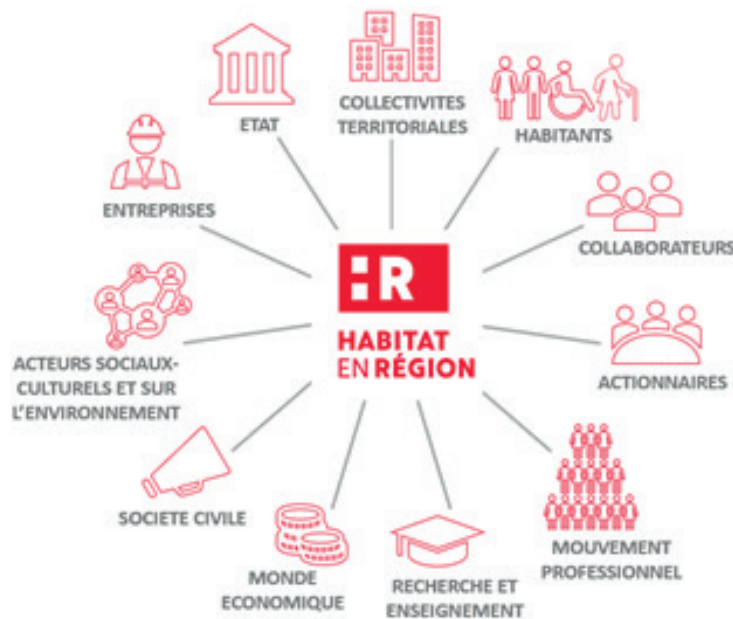 ETAT
COLLECTIVITES
TERRITORIALES
HABITANTS
ENTREPRISES
COLLABORATEURS
:R
HABITAT
EN RÉGION
ACTEURS SOCIAUX-
CULTURELS ET SUR
L'ENVIRONNEMENT
ACTIONNAIRES
SOCIETE CIVILE
MONDE
ECONOMIQUE
RECHERCHE ET
ENSEIGNEMENT
MOUVEMENT
PROFESSIONNEL